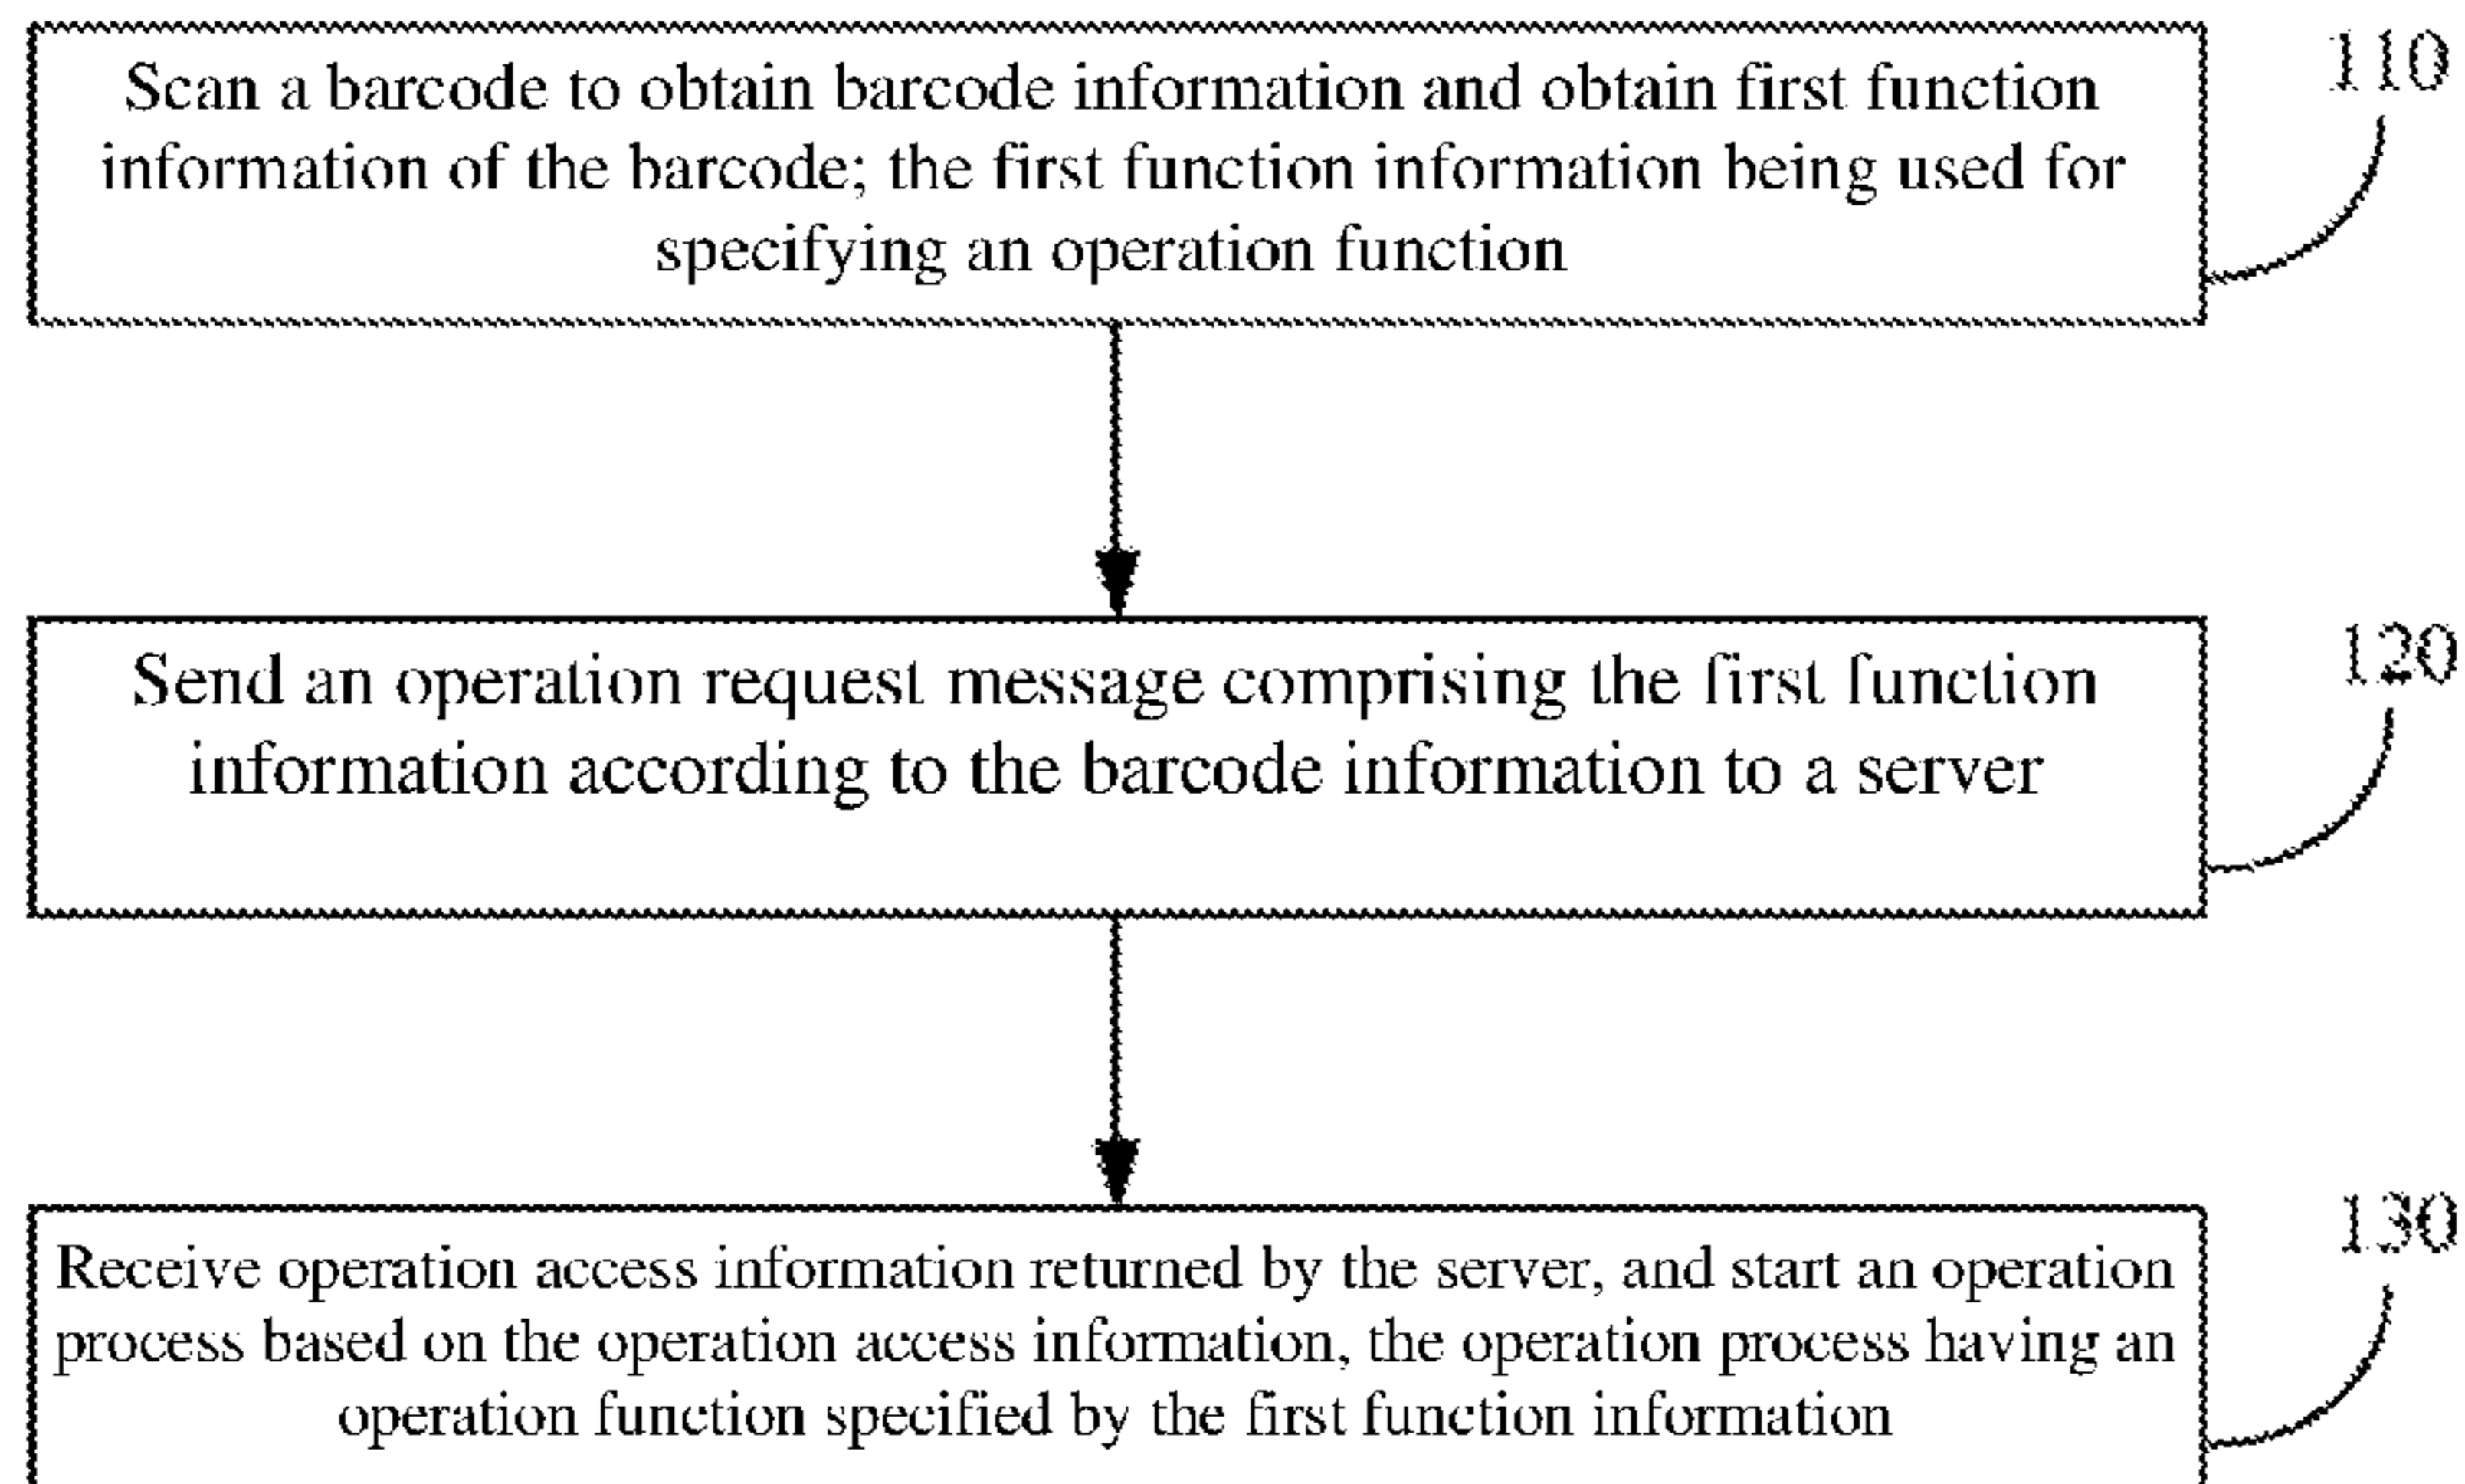 Scan a barcode to obtain barcode information and obtain first function
information of the barcode; the first function information being used for
specifying an operation function
110
Send an operation request message comprising the first function
information according to the barcode information to a server
120
Receive operation access information returned by the server, and start an operation
process based on the operation access information, the operation process having an
operation function specified by the first function information
130